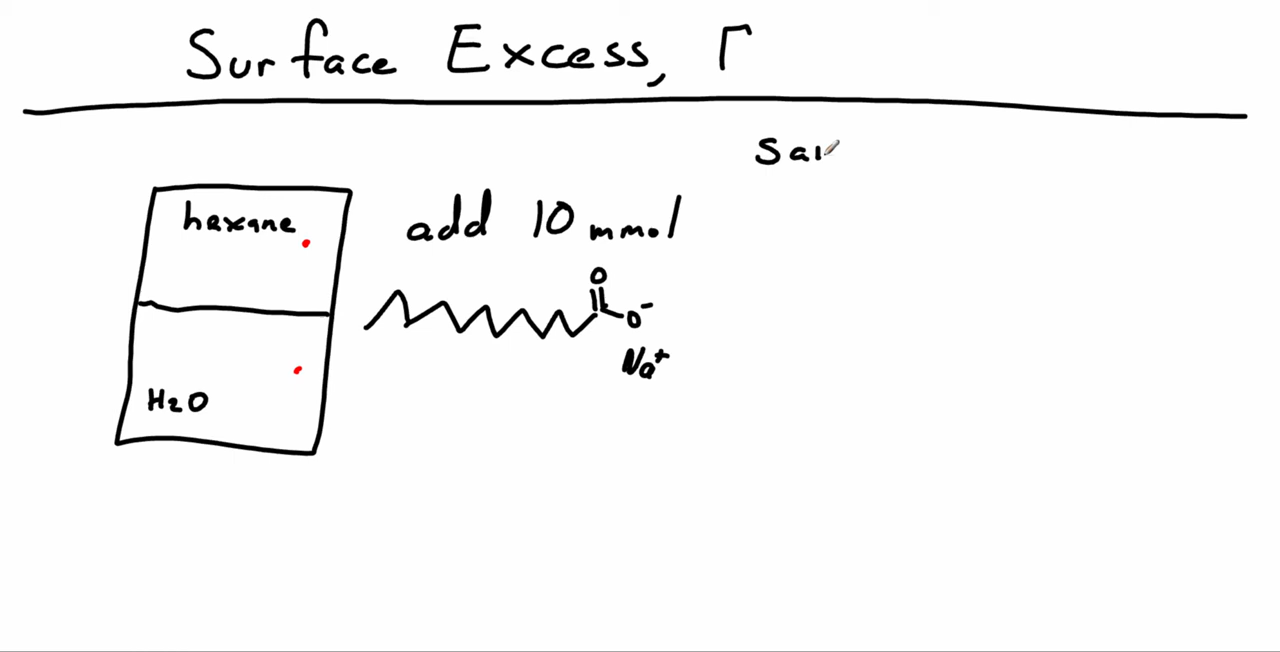 Surface Excess, Γ
hexane
add 10 mmol
O
O⁻
Na⁺
H₂O